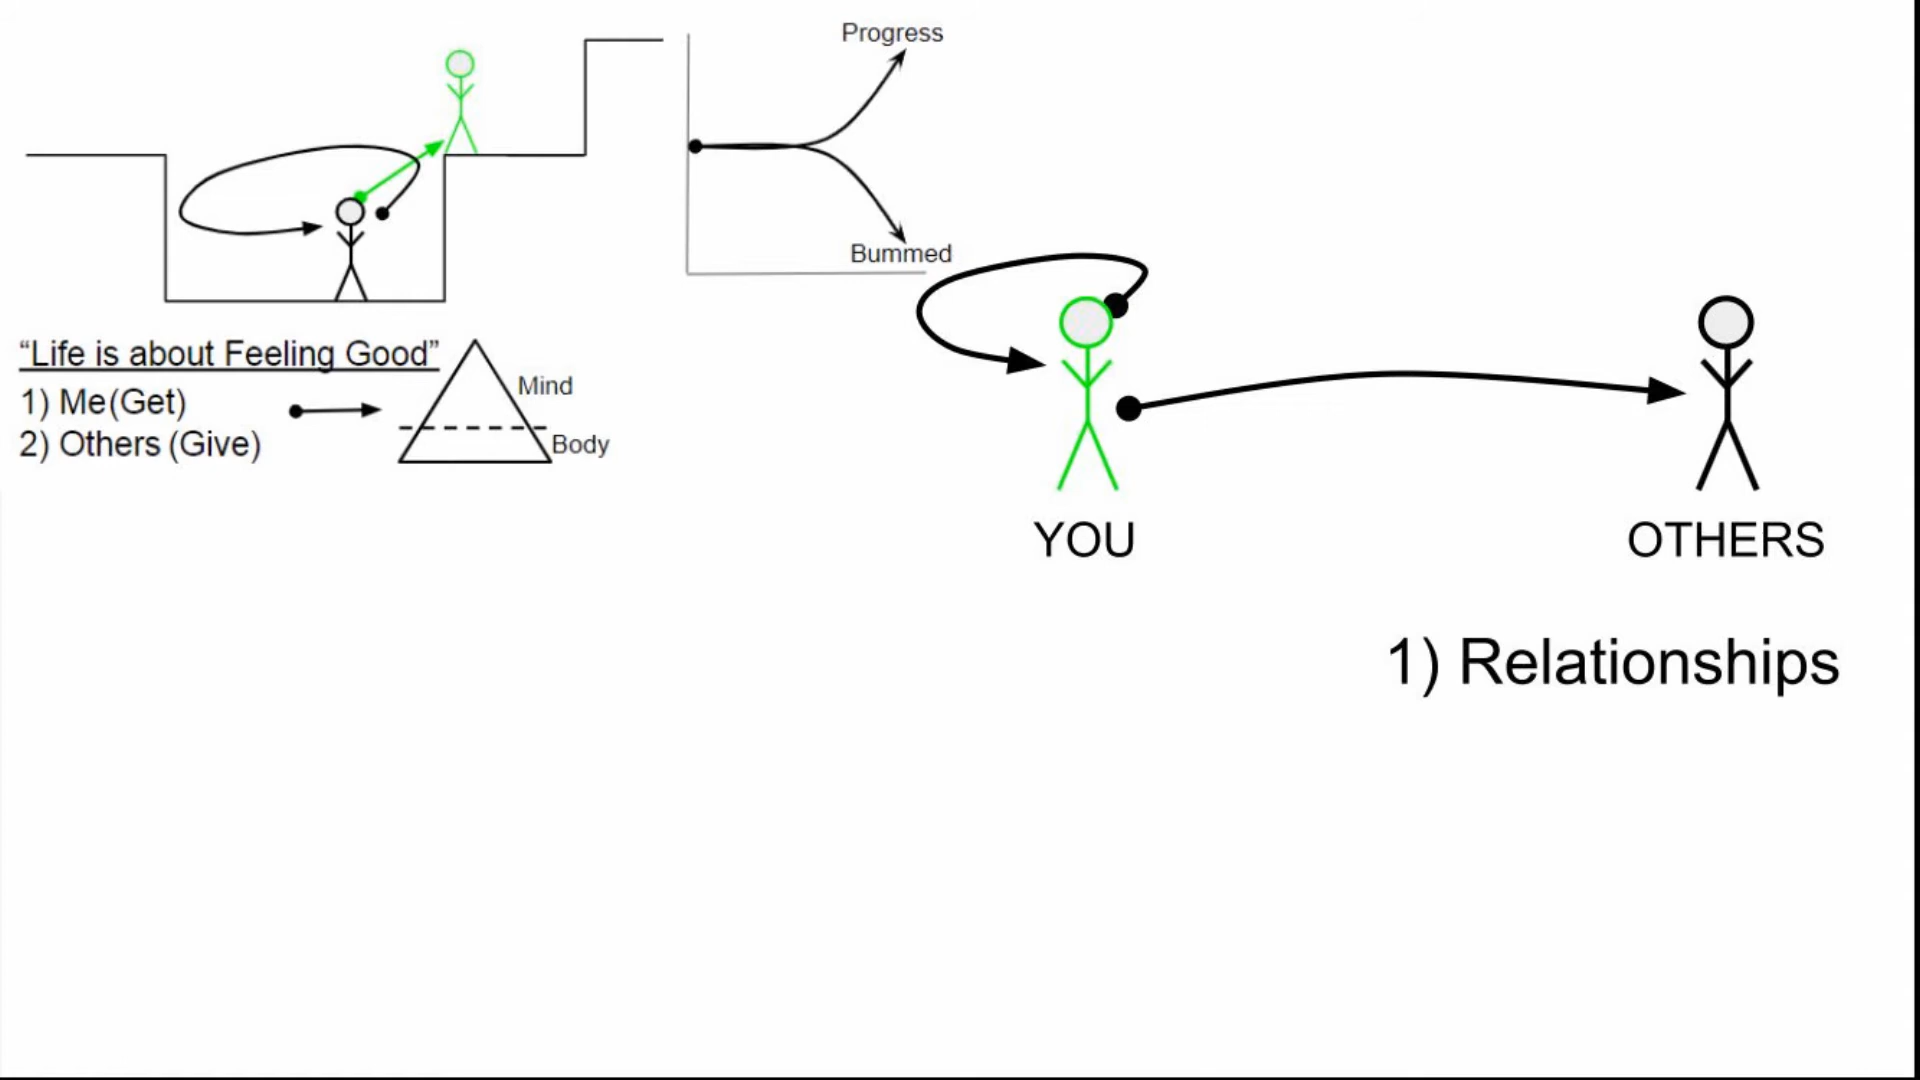 Progress
Bummed
“Life is about Feeling Good”
1) Me(Get)
2) Others (Give)
Mind
Body
YOU
OTHERS
1) Relationships